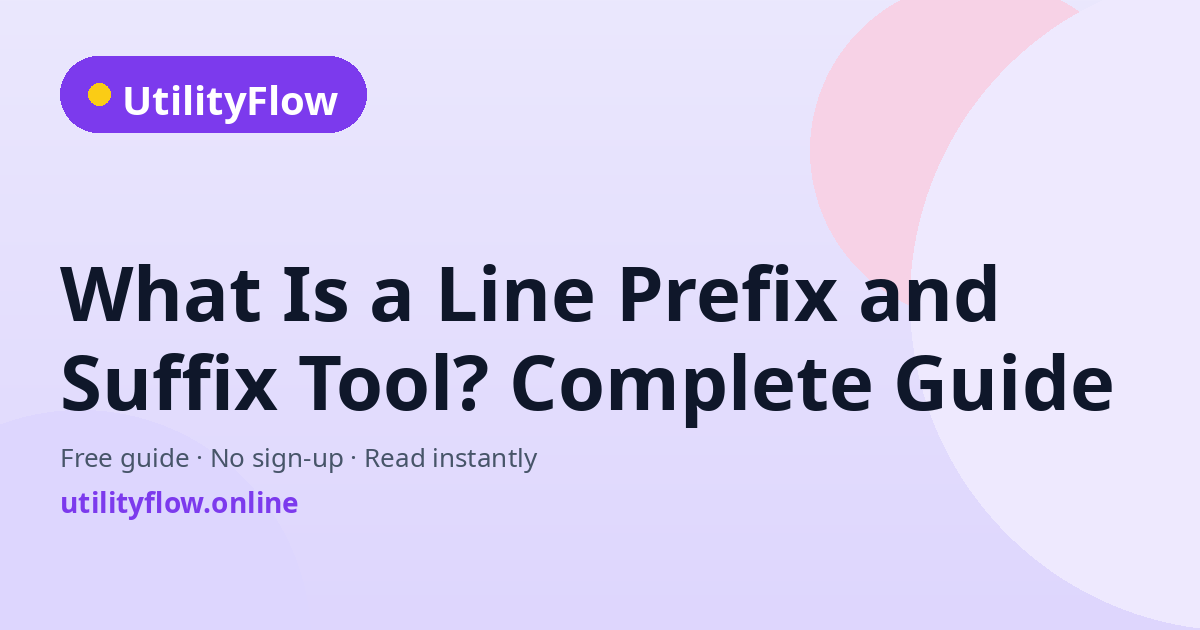 UtilityFlow
What Is a Line Prefix and
Suffix Tool? Complete Guide
Free guide · No sign-up · Read instantly
utilityflow.online